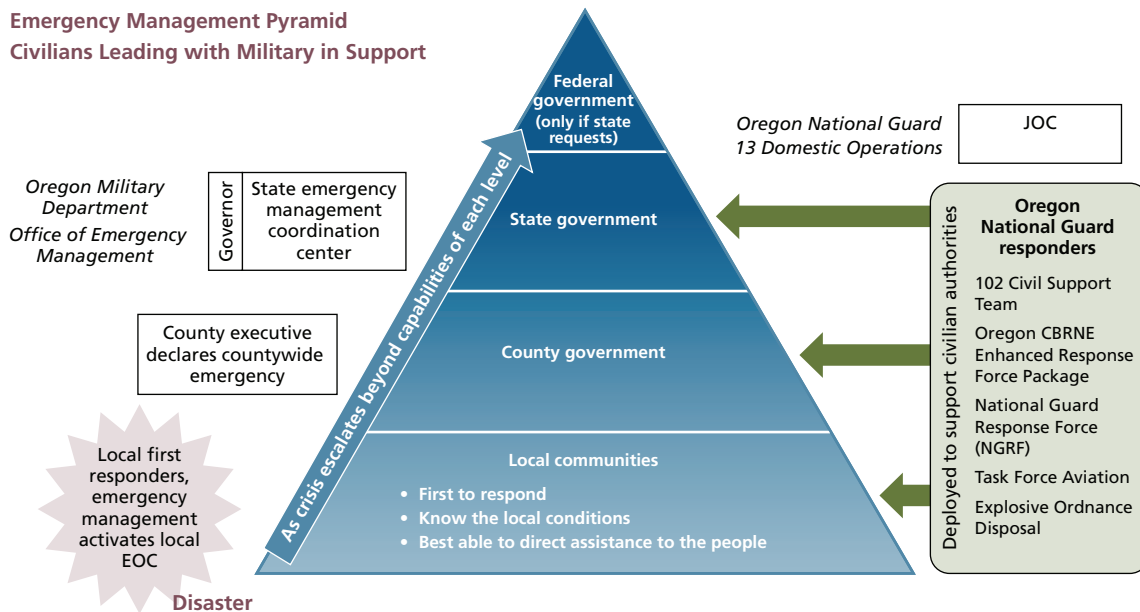 Emergency Management Pyramid
Civilians Leading with Military in Support
Federal
government
(only if state
requests)
State government
County government
Local communities
• First to respond
• Know the local conditions
• Best able to direct assistance to the people
As crisis escalates beyond capabilities of each level
Oregon Military
Department
Office of Emergency
Management
Governor
State emergency
management
coordination
center
County executive
declares countywide
emergency
Local first
responders,
emergency
management
activates local
EOC
Disaster
Oregon National Guard
13 Domestic Operations
JOC
Deployed to support civilian authorities
Oregon
National Guard
responders
102 Civil Support
Team
Oregon CBRNE
Enhanced Response
Force Package
National Guard
Response Force
(NGRF)
Task Force Aviation
Explosive Ordnance
Disposal